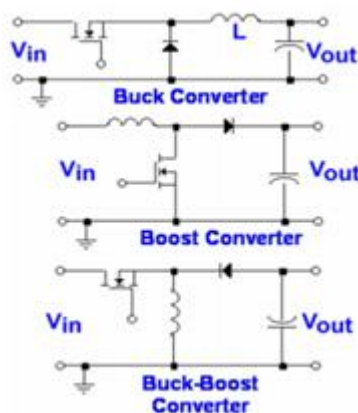 L
Vin
Vout
Buck Converter
Vin
Vout
Boost Converter
Vin
Vout
Buck-Boost
Converter